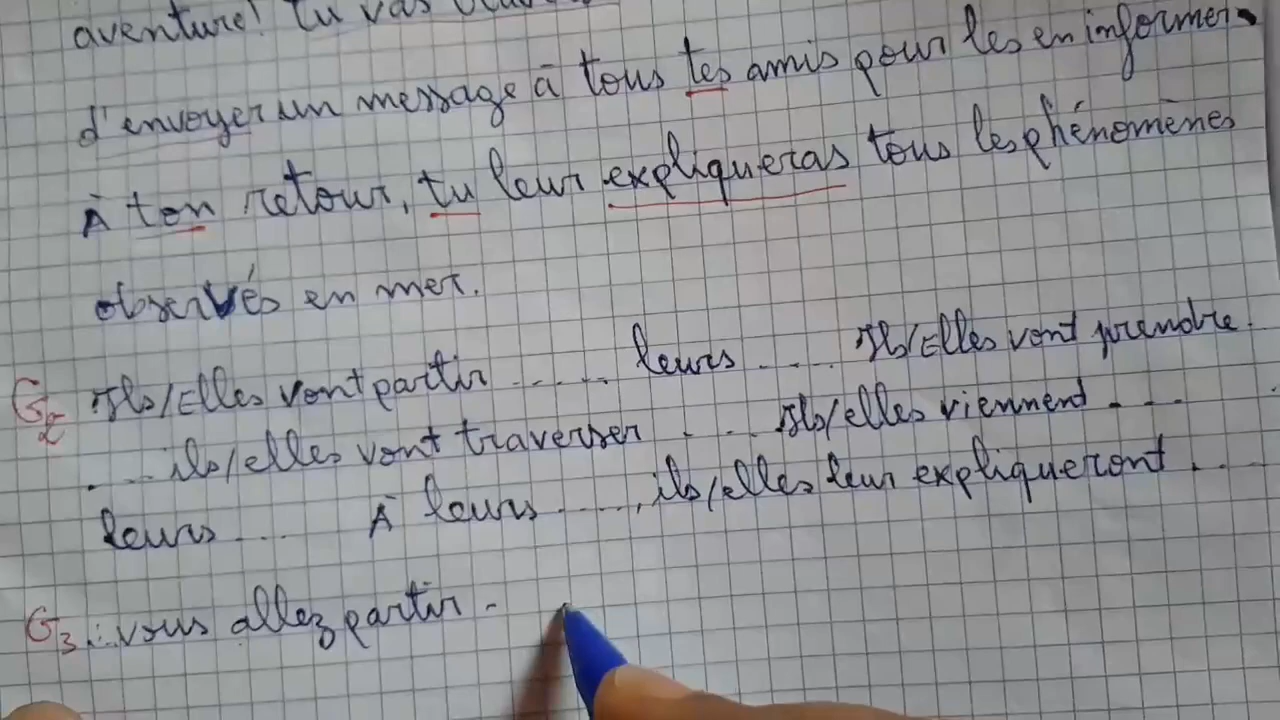 aventure! Tu vas
d'envoyer un message à tous tes amis pour les en informer.
À ton retour, tu leur expliqueras tous les phénomènes
observés en mer.
G2 Ils/Elles vont partir ..... leurs .... Ils/Elles vont prendre.
.... ils/elles vont traverser .... Ils/elles viennent ....
leurs .... À leurs ....., ils/elles leur expliqueront ....
G3 : vous allez partir -